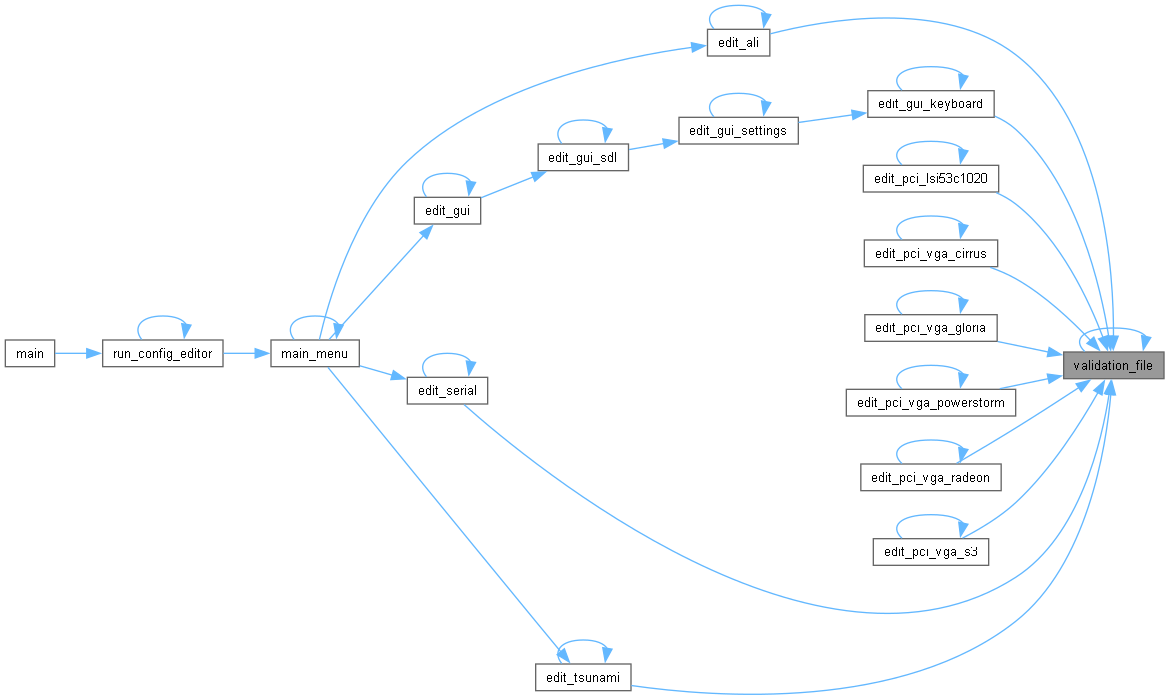 edit_ali
edit_gui_keyboard
edit_gui_settings
edit_gui_sdl
edit_pci_lsi53c1020
edit_gui
edit_pci_vga_cirrus
edit_pci_vga_gloria
main
run_config_editor
main_menu
validation_file
edit_serial
edit_pci_vga_powerstorm
edit_pci_vga_radeon
edit_pci_vga_s3
edit_tsunami